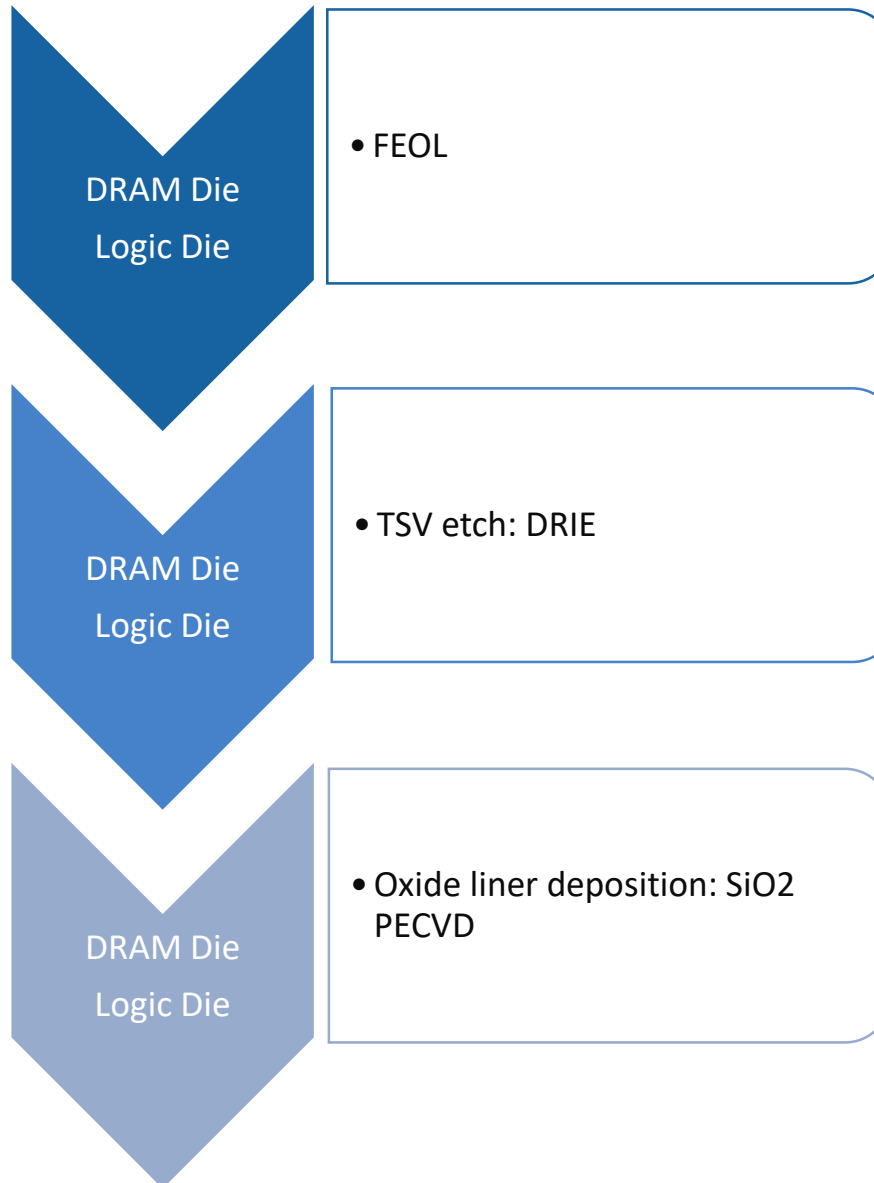 DRAM Die
Logic Die
• FEOL
DRAM Die
Logic Die
• TSV etch: DRIE
DRAM Die
Logic Die
• Oxide liner deposition: SiO2
PECVD